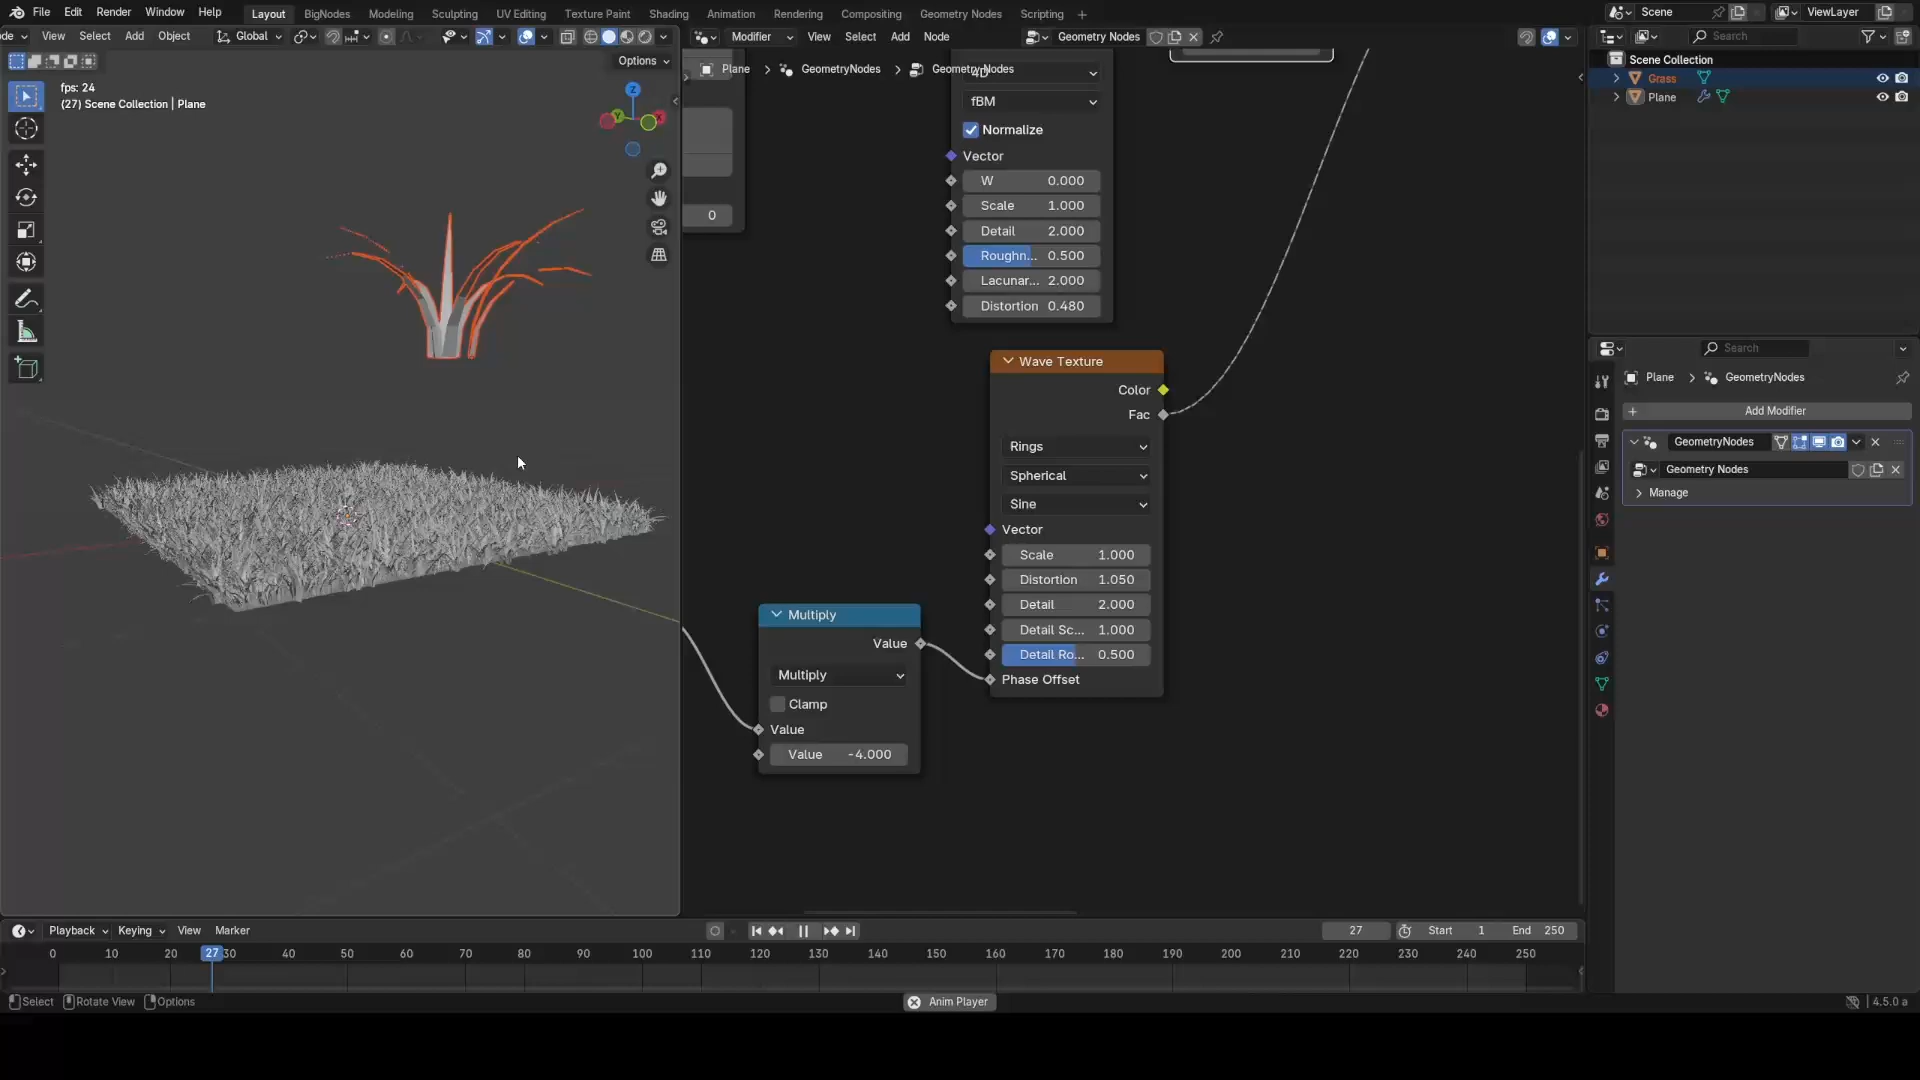 File Edit Render Window Help Layout BigNodes Modeling Sculpting UV Editing Texture Paint Shading Animation Rendering Compositing Geometry Nodes Scripting + Scene ViewLayer
de View Select Add Object Global
Modifier View Select Add Node Geometry Nodes
Search
Options
fps: 24
(27) Scene Collection | Plane
Z
Y
X
Plane > GeometryNodes > Geometry Nodes
4D
fBM
Normalize
Vector
W 0.000
Scale 1.000
Detail 2.000
Roughn... 0.500
Lacunar... 2.000
Distortion 0.480
0
Wave Texture
Color
Fac
Rings
Spherical
Sine
Vector
Scale 1.000
Distortion 1.050
Detail 2.000
Detail Sc... 1.000
Detail Ro... 0.500
Phase Offset
Multiply
Value
Multiply
Clamp
Value
Value -4.000
Scene Collection
Grass
Plane
Search
Plane > GeometryNodes
+ Add Modifier
GeometryNodes
Geometry Nodes
Manage
Playback Keying View Marker 27 Start 1 End 250
0 10 20 27 30 40 50 60 70 80 90 100 110 120 130 140 150 160 170 180 190 200 210 220 230 240 250
Select Rotate View Options Anim Player 4.5.0 a